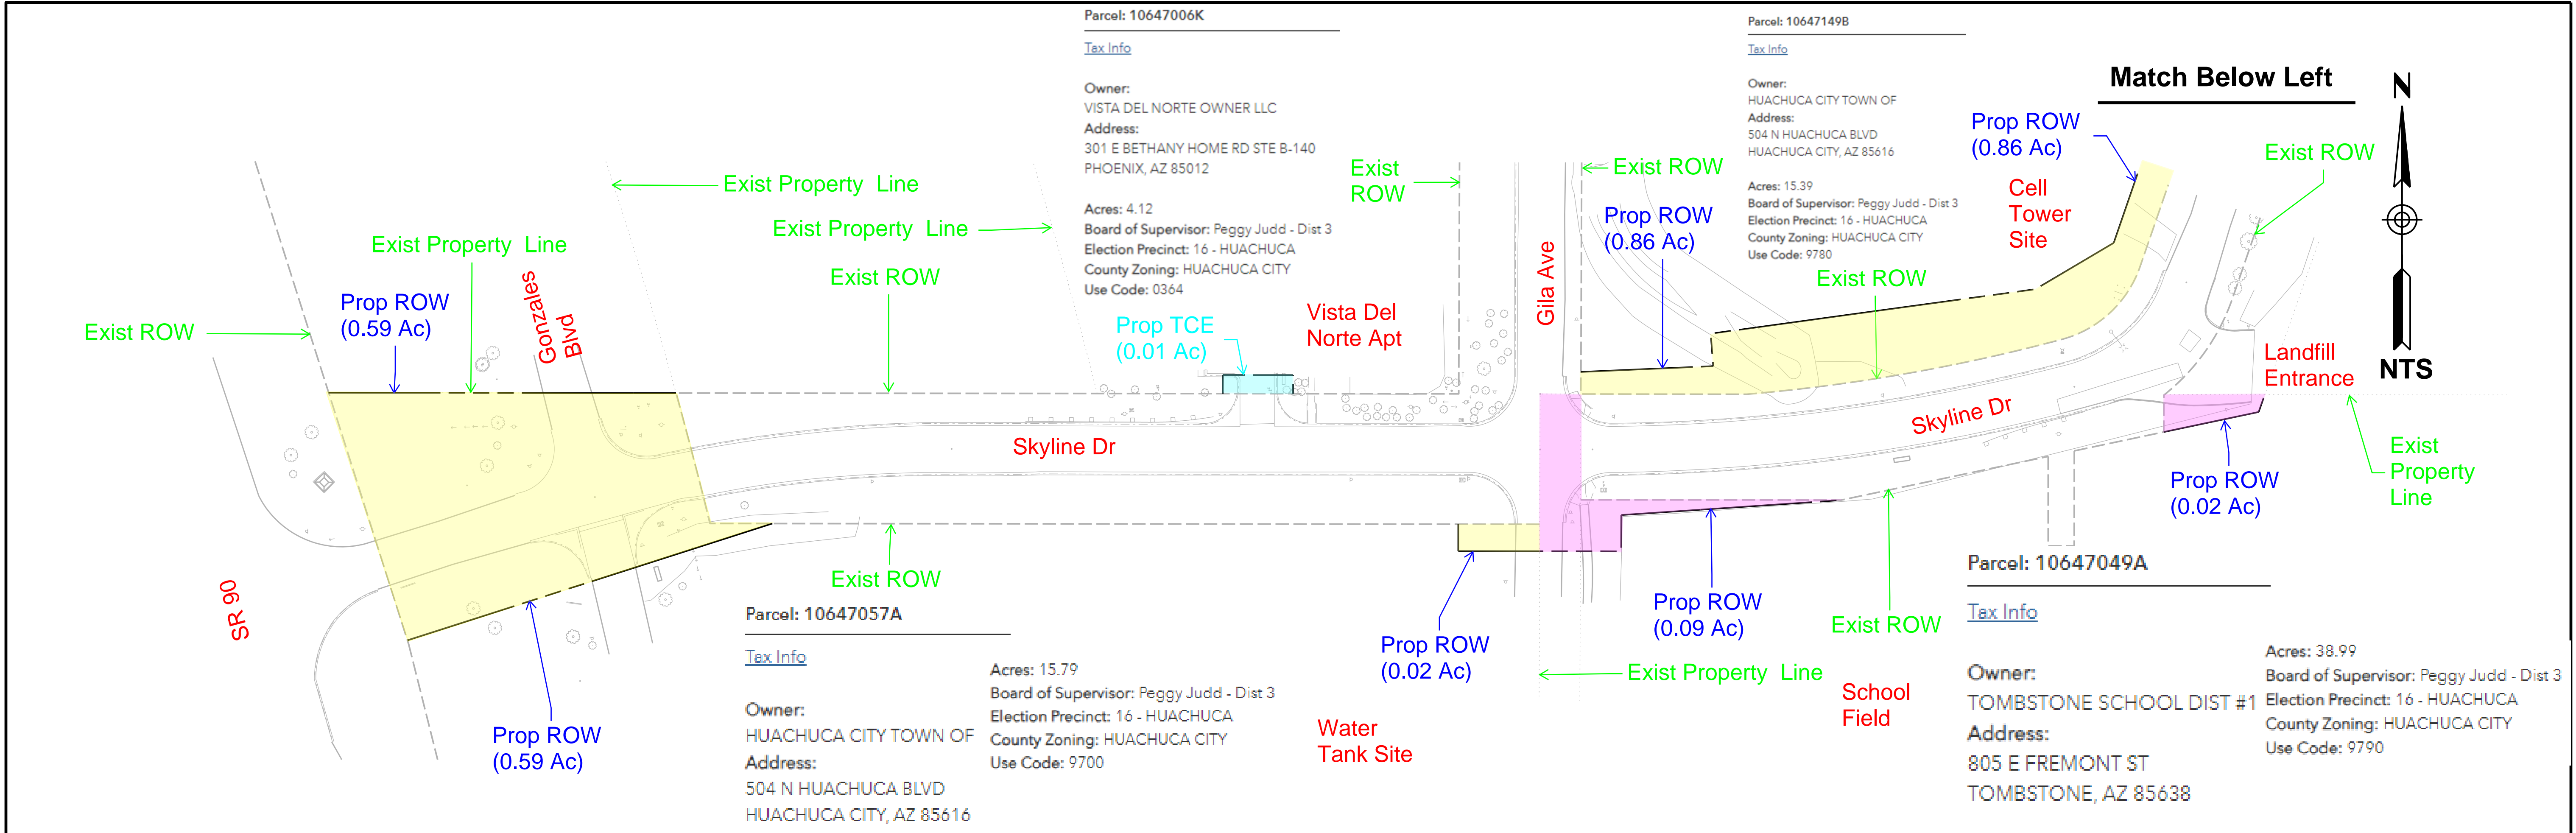 Parcel: 10647006K
Tax Info
Owner:
VISTA DEL NORTE OWNER LLC
Address:
301 E BETHANY HOME RD STE B-140
PHOENIX, AZ 85012
Acres: 4.12
Board of Supervisor: Peggy Judd - Dist 3
Election Precinct: 16 - HUACHUCA
County Zoning: HUACHUCA CITY
Use Code: 0364
Parcel: 10647149B
Tax Info
Owner:
HUACHUCA CITY TOWN OF
Address:
504 N HUACHUCA BLVD
HUACHUCA CITY, AZ 85616
Acres: 15.39
Board of Supervisor: Peggy Judd - Dist 3
Election Precinct: 16 - HUACHUCA
County Zoning: HUACHUCA CITY
Use Code: 9780
Match Below Left
N
NTS
Prop ROW
(0.86 Ac)
Exist ROW
Cell
Tower
Site
Exist Property Line
Exist Property Line
Exist Property Line
Exist
ROW
Exist ROW
Prop ROW
(0.86 Ac)
Exist ROW
Gila Ave
Exist ROW
Prop ROW
(0.59 Ac)
Gonzales
Blvd
Exist ROW
Prop TCE
(0.01 Ac)
Vista Del
Norte Apt
Landfill
Entrance
Skyline Dr
Skyline Dr
Exist
Property
Line
Prop ROW
(0.02 Ac)
SR 90
Exist ROW
Prop ROW
(0.59 Ac)
Prop ROW
(0.02 Ac)
Prop ROW
(0.09 Ac)
Exist ROW
Exist Property Line
School
Field
Water
Tank Site
Parcel: 10647057A
Tax Info
Owner:
HUACHUCA CITY TOWN OF
Address:
504 N HUACHUCA BLVD
HUACHUCA CITY, AZ 85616
Acres: 15.79
Board of Supervisor: Peggy Judd - Dist 3
Election Precinct: 16 - HUACHUCA
County Zoning: HUACHUCA CITY
Use Code: 9700
Parcel: 10647049A
Tax Info
Owner:
TOMBSTONE SCHOOL DIST #1
Address:
805 E FREMONT ST
TOMBSTONE, AZ 85638
Acres: 38.99
Board of Supervisor: Peggy Judd - Dist 3
Election Precinct: 16 - HUACHUCA
County Zoning: HUACHUCA CITY
Use Code: 9790